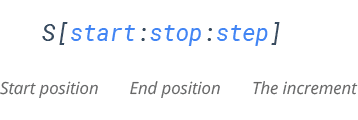 S[start:stop:step]
Start position End position The increment